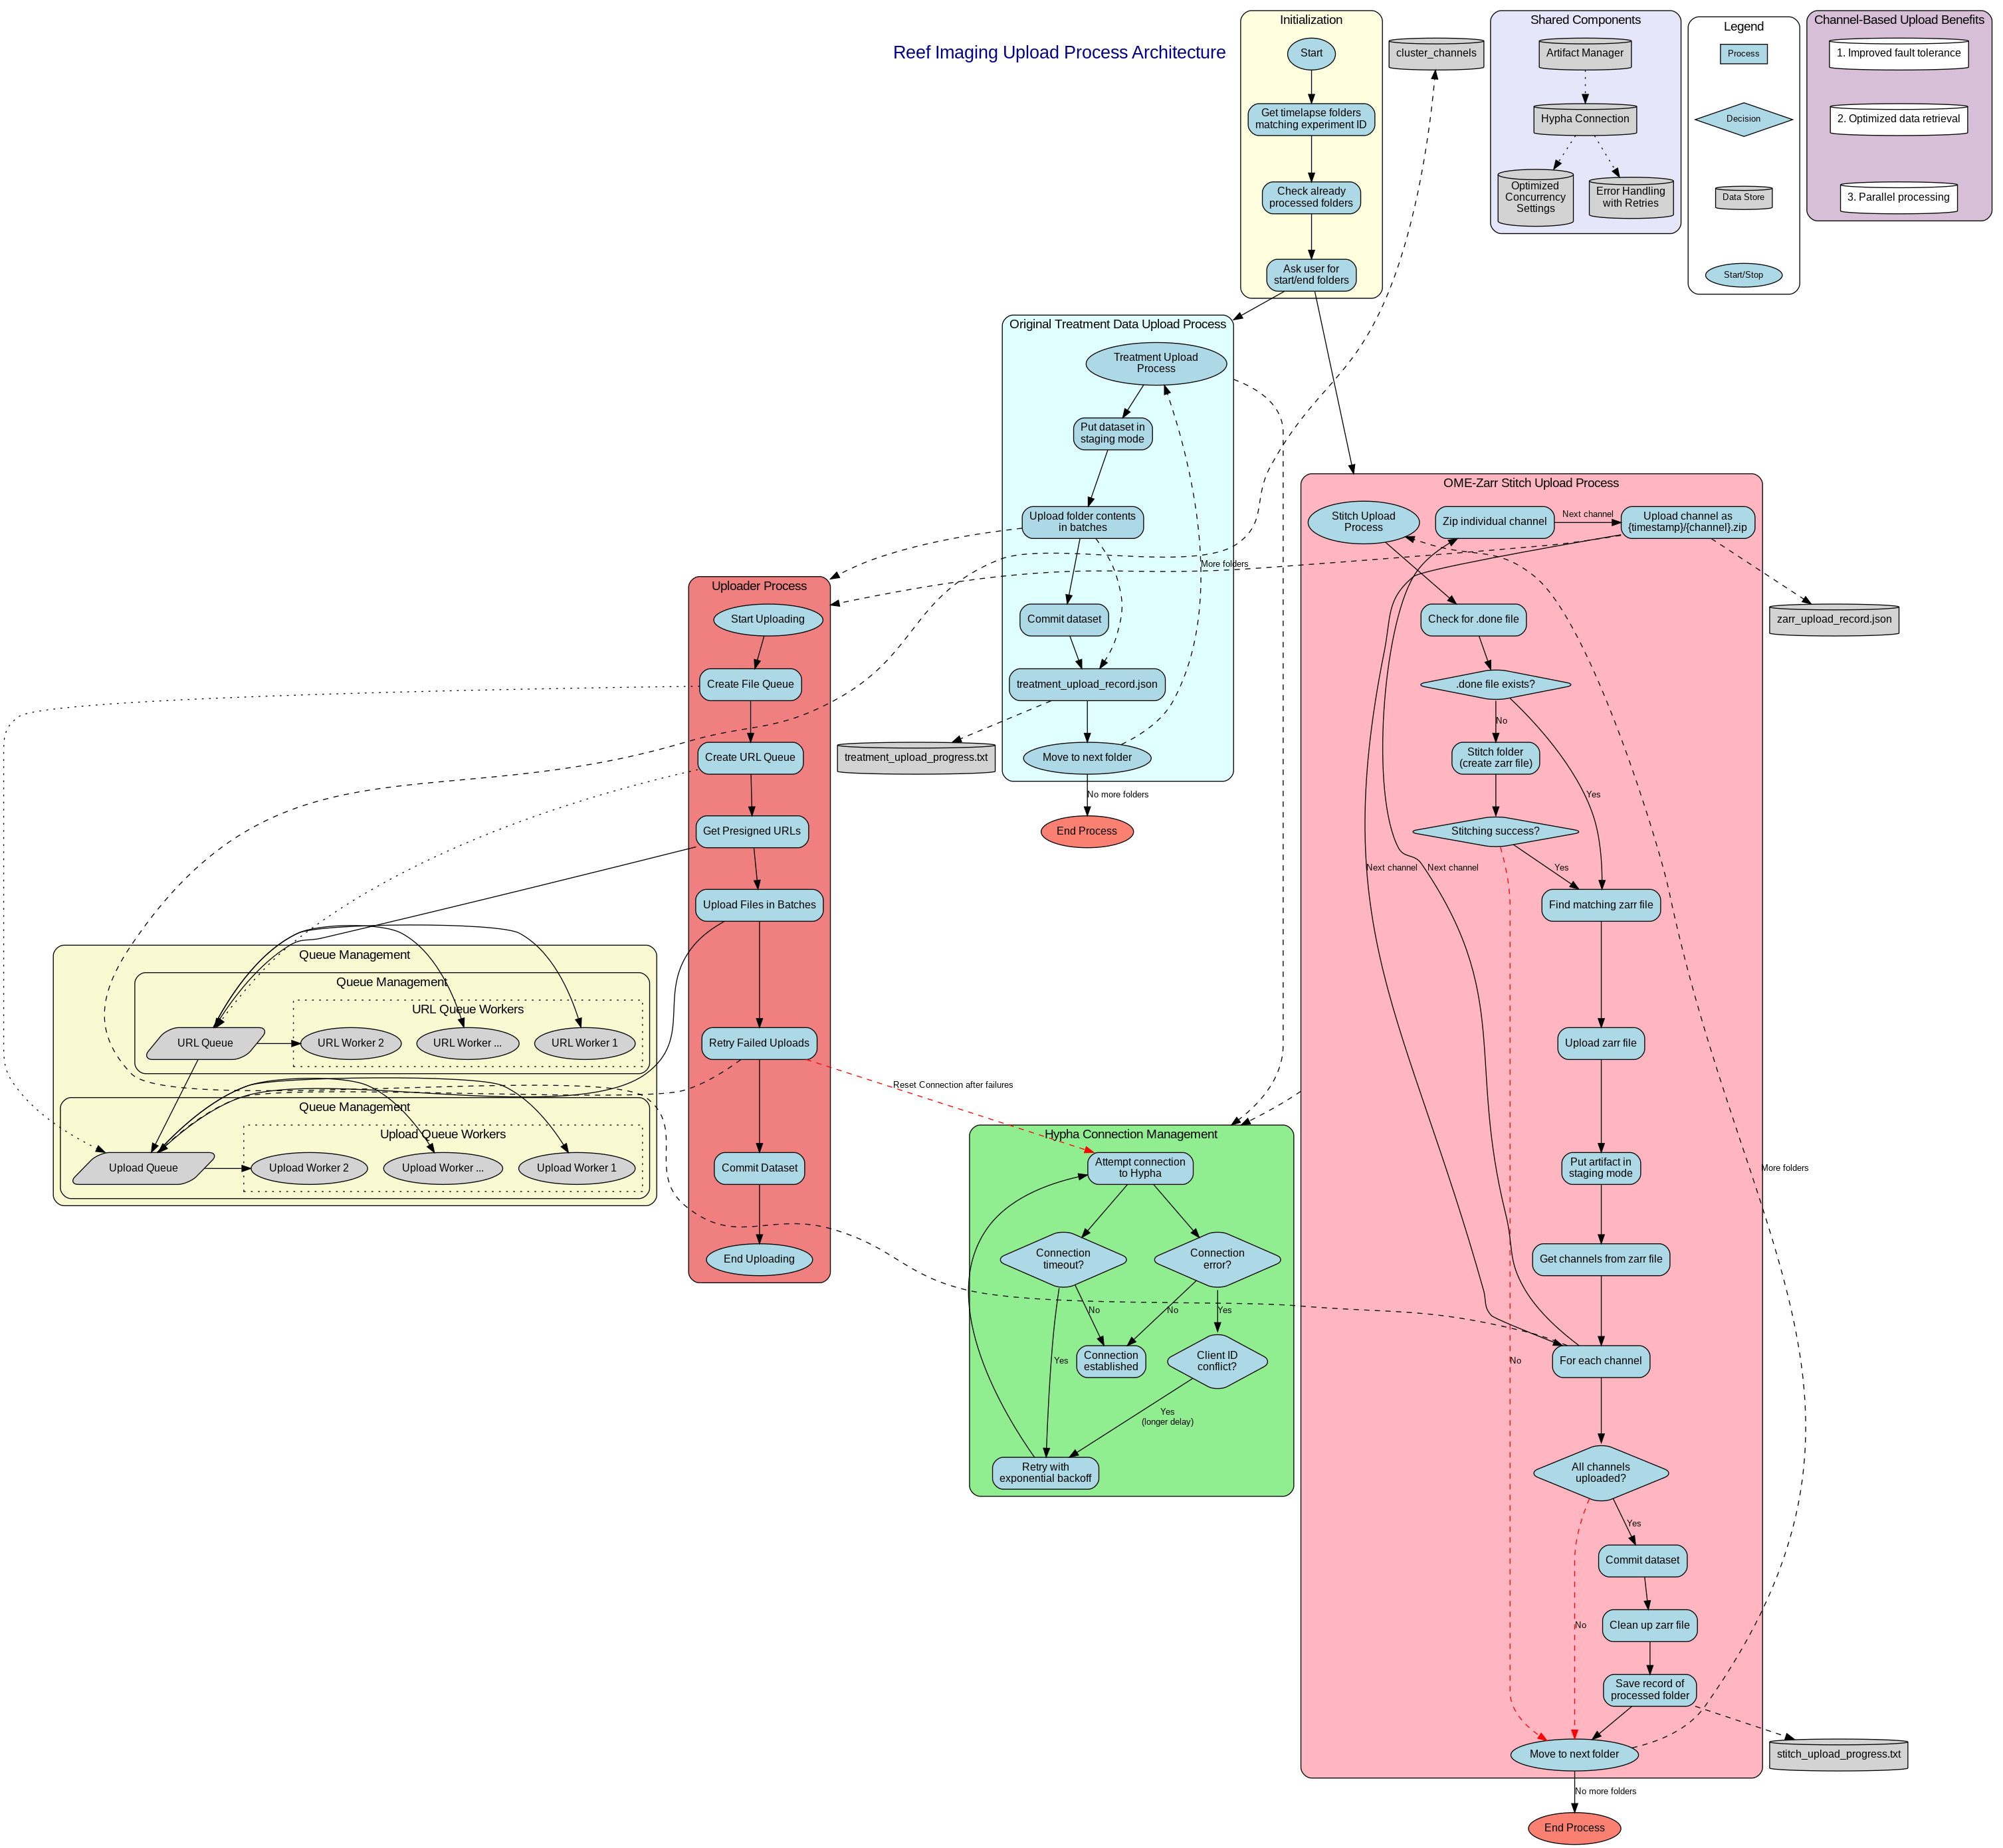 Reef Imaging Upload Process Architecture
Initialization
Start
Get timelapse folders
matching experiment ID
Check already
processed folders
Ask user for
start/end folders
cluster_channels
Shared Components
Artifact Manager
Hypha Connection
Optimized
Concurrency
Settings
Error Handling
with Retries
Legend
Process
Decision
Data Store
Start/Stop
Channel-Based Upload Benefits
1. Improved fault tolerance
2. Optimized data retrieval
3. Parallel processing
Original Treatment Data Upload Process
Treatment Upload
Process
Put dataset in
staging mode
Upload folder contents
in batches
More folders
Commit dataset
treatment_upload_record.json
Move to next folder
treatment_upload_progress.txt
No more folders
End Process
Uploader Process
Start Uploading
Create File Queue
Create URL Queue
Get Presigned URLs
Upload Files in Batches
Retry Failed Uploads
Commit Dataset
End Uploading
Reset Connection after failures
Queue Management
Queue Management
URL Queue Workers
URL Queue
URL Worker 2
URL Worker ...
URL Worker 1
Queue Management
Upload Queue Workers
Upload Queue
Upload Worker 2
Upload Worker ...
Upload Worker 1
Hypha Connection Management
Attempt connection
to Hypha
Connection
timeout?
Connection
error?
No
No
Yes
Yes
Connection
established
Client ID
conflict?
Yes
(longer delay)
Retry with
exponential backoff
OME-Zarr Stitch Upload Process
Stitch Upload
Process
Zip individual channel
Next channel
Upload channel as
{timestamp}/{channel}.zip
Check for .done file
zarr_upload_record.json
.done file exists?
No
Stitch folder
(create zarr file)
Yes
Stitching success?
Next channel
Next channel
Yes
Find matching zarr file
Upload zarr file
Put artifact in
staging mode
More folders
Get channels from zarr file
For each channel
No
All channels
uploaded?
Yes
Commit dataset
Clean up zarr file
No
Save record of
processed folder
Move to next folder
stitch_upload_progress.txt
No more folders
End Process